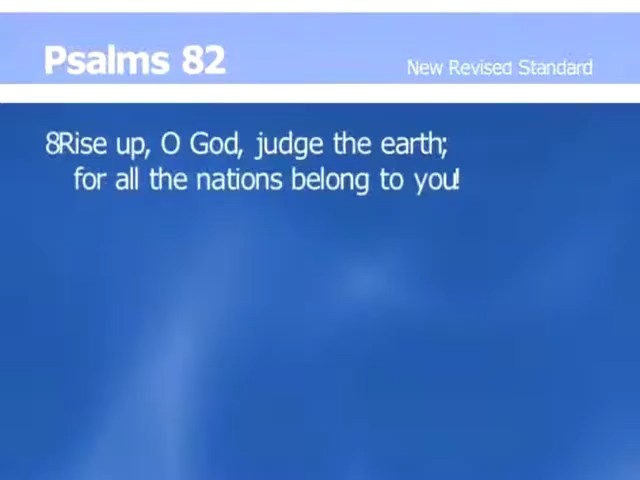 Psalms 82
New Revised Standard
8Rise up, O God, judge the earth;
for all the nations belong to you!